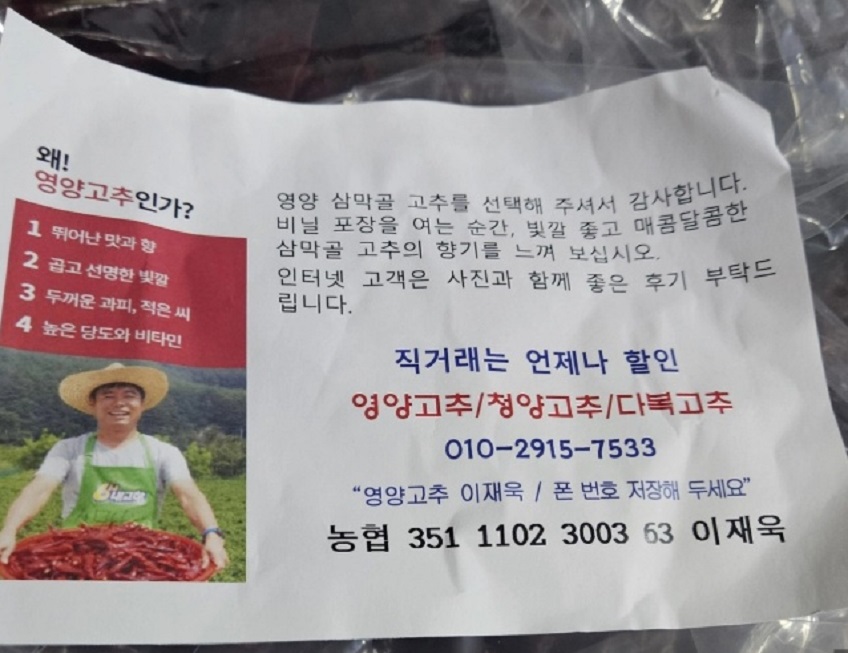 왜!
영양고추인가?
1 뛰어난 맛과 향
2 곱고 선명한 빛깔
3 두꺼운 과피, 적은 씨
4 높은 당도와 비타민
영양 삼막골 고추를 선택해 주셔서 감사합니다.
비닐 포장을 여는 순간, 빛깔 좋고 매콤달콤한
삼막골 고추의 향기를 느껴 보십시오.
인터넷 고객은 사진과 함께 좋은 후기 부탁드
립니다.
직거래는 언제나 할인
영양고추/청양고추/다복고추
010-2915-7533
“영양고추 이재욱 / 폰 번호 저장해 두세요”
농협 351 1102 3003 63 이재욱